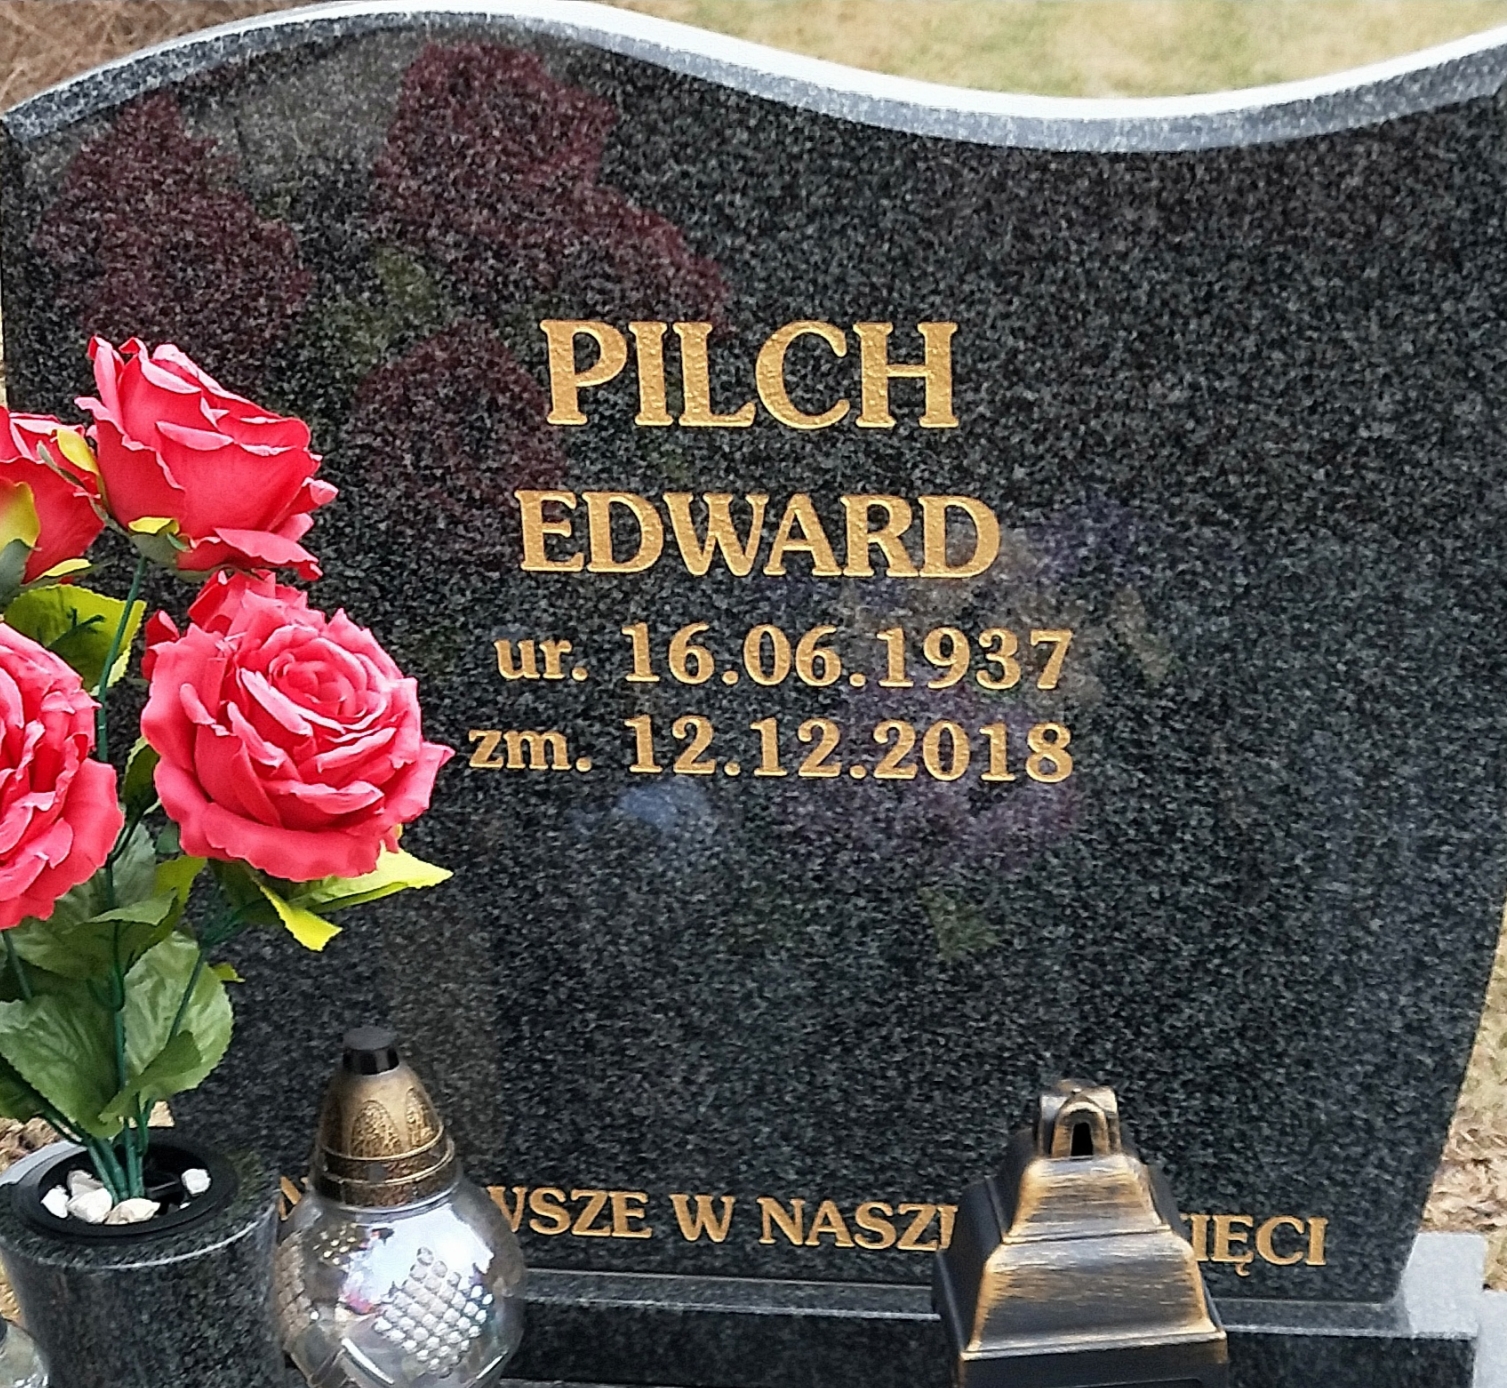 PILCH
EDWARD
ur. 16.06.1937
zm. 12.12.2018
W